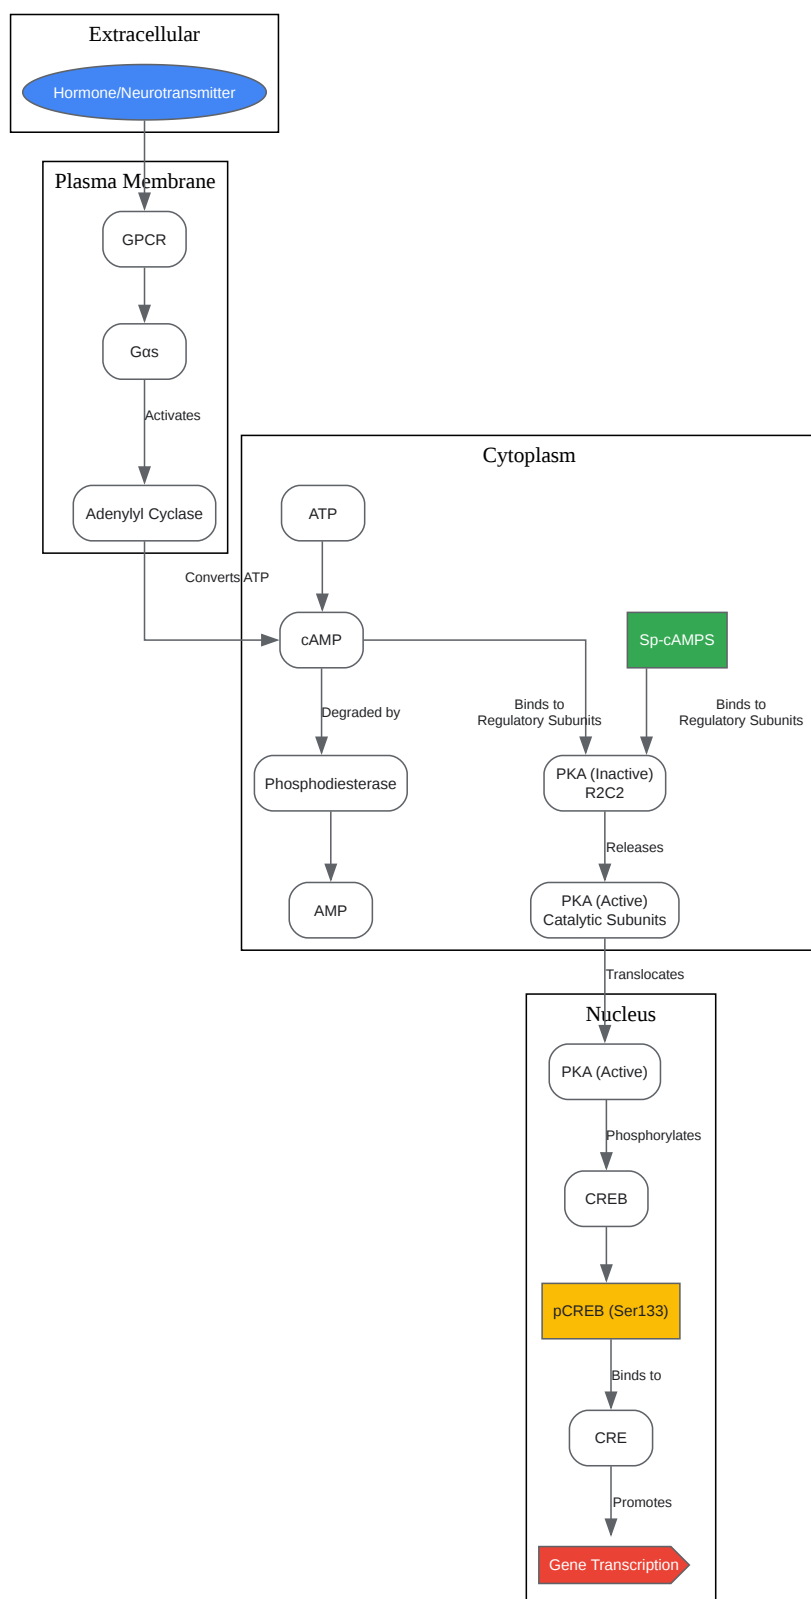 Extracellular
Hormone/Neurotransmitter
Plasma Membrane
GPCR
Gαs
Activates
Adenylyl Cyclase
Converts ATP
Cytoplasm
ATP
cAMP
Sp-cAMPS
Degraded by
Binds to
Regulatory Subunits
Binds to
Regulatory Subunits
Phosphodiesterase
PKA (Inactive)
R2C2
Releases
AMP
PKA (Active)
Catalytic Subunits
Translocates
Nucleus
PKA (Active)
Phosphorylates
CREB
pCREB (Ser133)
Binds to
CRE
Promotes
Gene Transcription